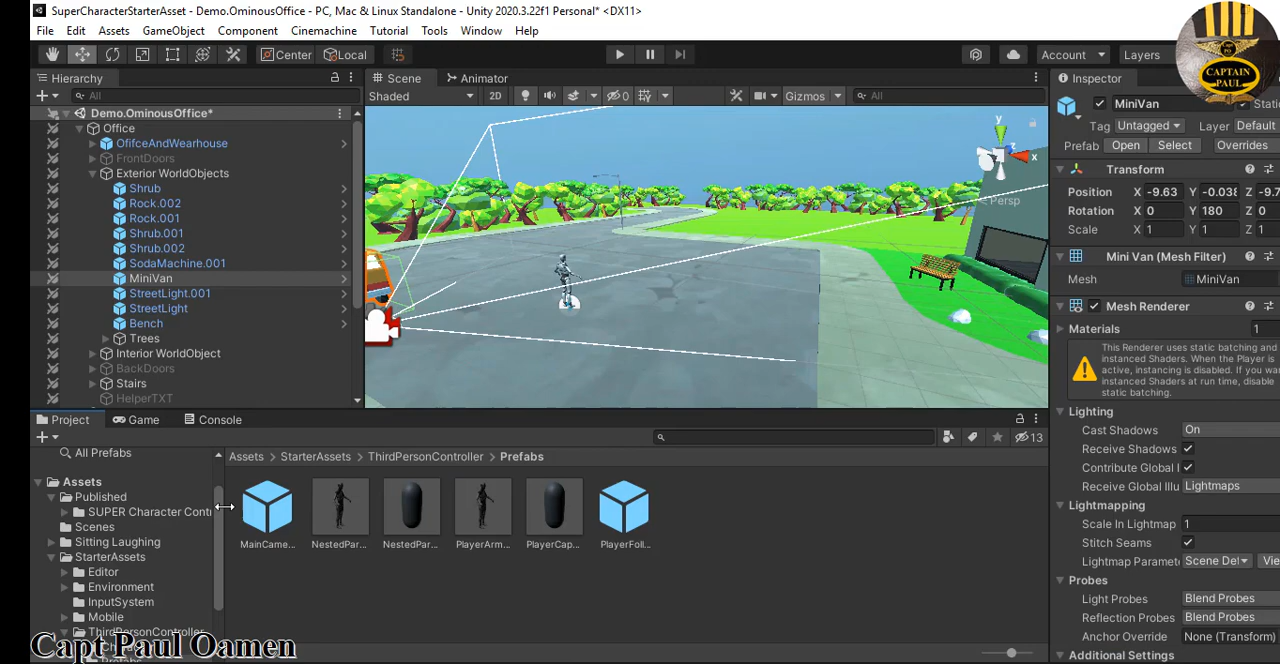 SuperCharacterStarterAsset - Demo.OminousOffice - PC, Mac & Linux Standalone - Unity 2020.3.22f1 Personal* <DX11>
File Edit Assets GameObject Component Cinemachine Tutorial Tools Window Help
Center Local Account Layers
CAPTAIN PAUL
Hierarchy
All
Demo.OminousOffice*
Office
OfifceAndWearhouse
FrontDoors
Exterior WorldObjects
Shrub
Rock.002
Rock.001
Shrub.001
Shrub.002
SodaMachine.001
MiniVan
StreetLight.001
StreetLight
Bench
Trees
Interior WorldObject
BackDoors
Stairs
HelperTXT
Scene Animator
Shaded 2D 0 Gizmos All
y
z
x
< Persp
Inspector
MiniVan Stati
Tag Untagged Layer Default
Prefab Open Select Overrides
Transform
Position X -9.63 Y -0.038 Z -9.7
Rotation X 0 Y 180 Z 0
Scale X 1 Y 1 Z 1
Mini Van (Mesh Filter)
Mesh MiniVan
Mesh Renderer
Materials 1
This Renderer uses static batching and
instanced Shaders. When the Player is
active, instancing is disabled. If you wa
instanced Shaders at run time, disable
static batching.
Lighting
Cast Shadows On
Receive Shadows
Contribute Global I
Receive Global Illu Lightmaps
Lightmapping
Scale In Lightmap 1
Stitch Seams
Lightmap Paramet Scene Def Vie
Probes
Light Probes Blend Probes
Reflection Probes Blend Probes
Anchor Override None (Transform)
Additional Settings
Project Game Console
13
All Prefabs
Assets
Published
SUPER Character Cont
Scenes
Sitting Laughing
StarterAssets
Editor
Environment
InputSystem
Mobile
ThirdPersonController
Prefabs
Assets StarterAssets ThirdPersonController Prefabs
MainCame... NestedPar... NestedPar... PlayerArm... PlayerCap... PlayerFoll...
Capt Paul Oamen